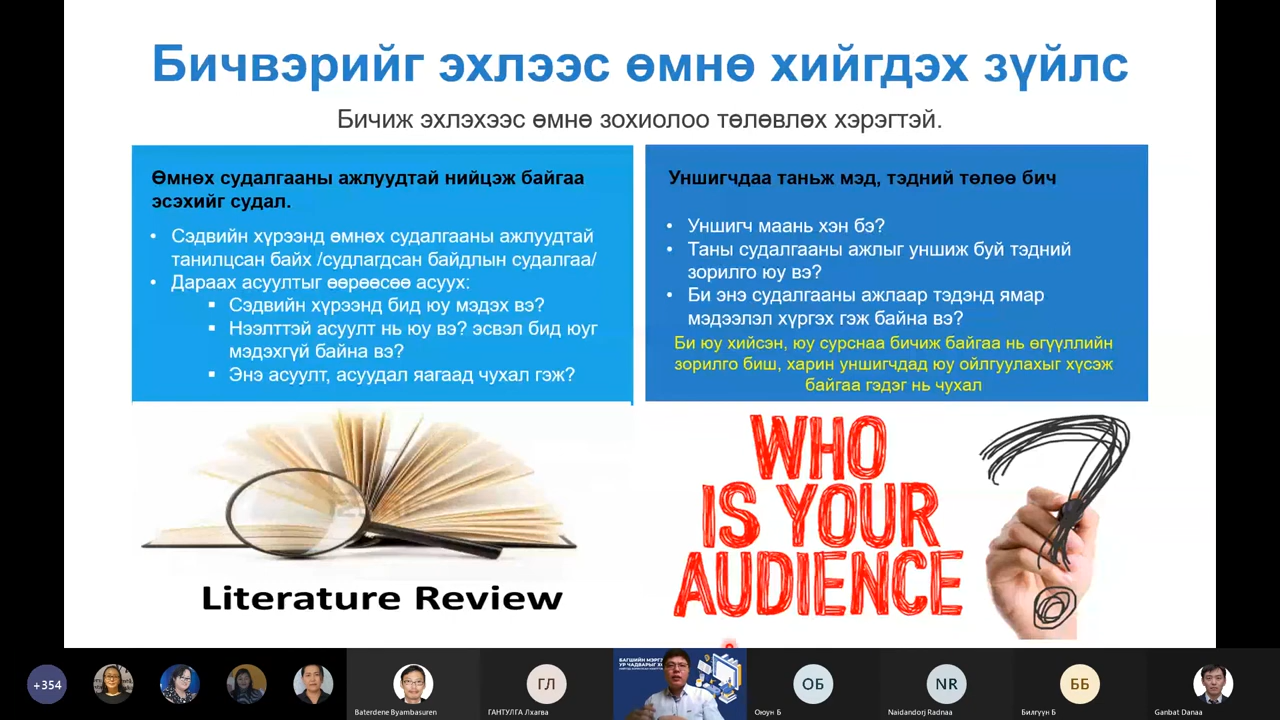 Бичвэрийг эхлээс өмнө хийгдэх зүйлс
Бичиж эхлэхээс өмнө зохиолоо төлөвлөх хэрэгтэй.
Өмнөх судалгааны ажлуудтай нийцэж байгаа
эсэхийг судал.
• Сэдвийн хүрээнд өмнөх судалгааны ажлуудтай
танилцсан байх /судлагдсан байдлын судалгаа/
• Дараах асуултыг өөрөөсөө асуух:
▪ Сэдвийн хүрээнд бид юу мэдэх вэ?
▪ Нээлттэй асуулт нь юу вэ? эсвэл бид юуг
мэдэхгүй байна вэ?
▪ Энэ асуулт, асуудал яагаад чухал гэж?
Literature Review
Уншигчдаа таньж мэд, тэдний төлөө бич
• Уншигч маань хэн бэ?
• Таны судалгааны ажлыг уншиж буй тэдний
зорилго юу вэ?
• Би энэ судалгааны ажлаар тэдэнд ямар
мэдээлэл хүргэх гэж байна вэ?
Би юу хийсэн, юу сурснаа бичиж байгаа нь өгүүллийн
зорилго биш, харин уншигчдад юу ойлгуулахыг хүсэж
байгаа гэдэг нь чухал
WHO
IS YOUR
AUDIENCE
?
+354
Baterdene Byambasuren
ГЛ
ГАНТУЛГА Лхагва
БАГШИЙН
УР ЧАДВАРЫГ
ОБ
Оюун Б
NR
Naidandorj Radnaa
ББ
Билгүүн Б
Ganbat Danaa